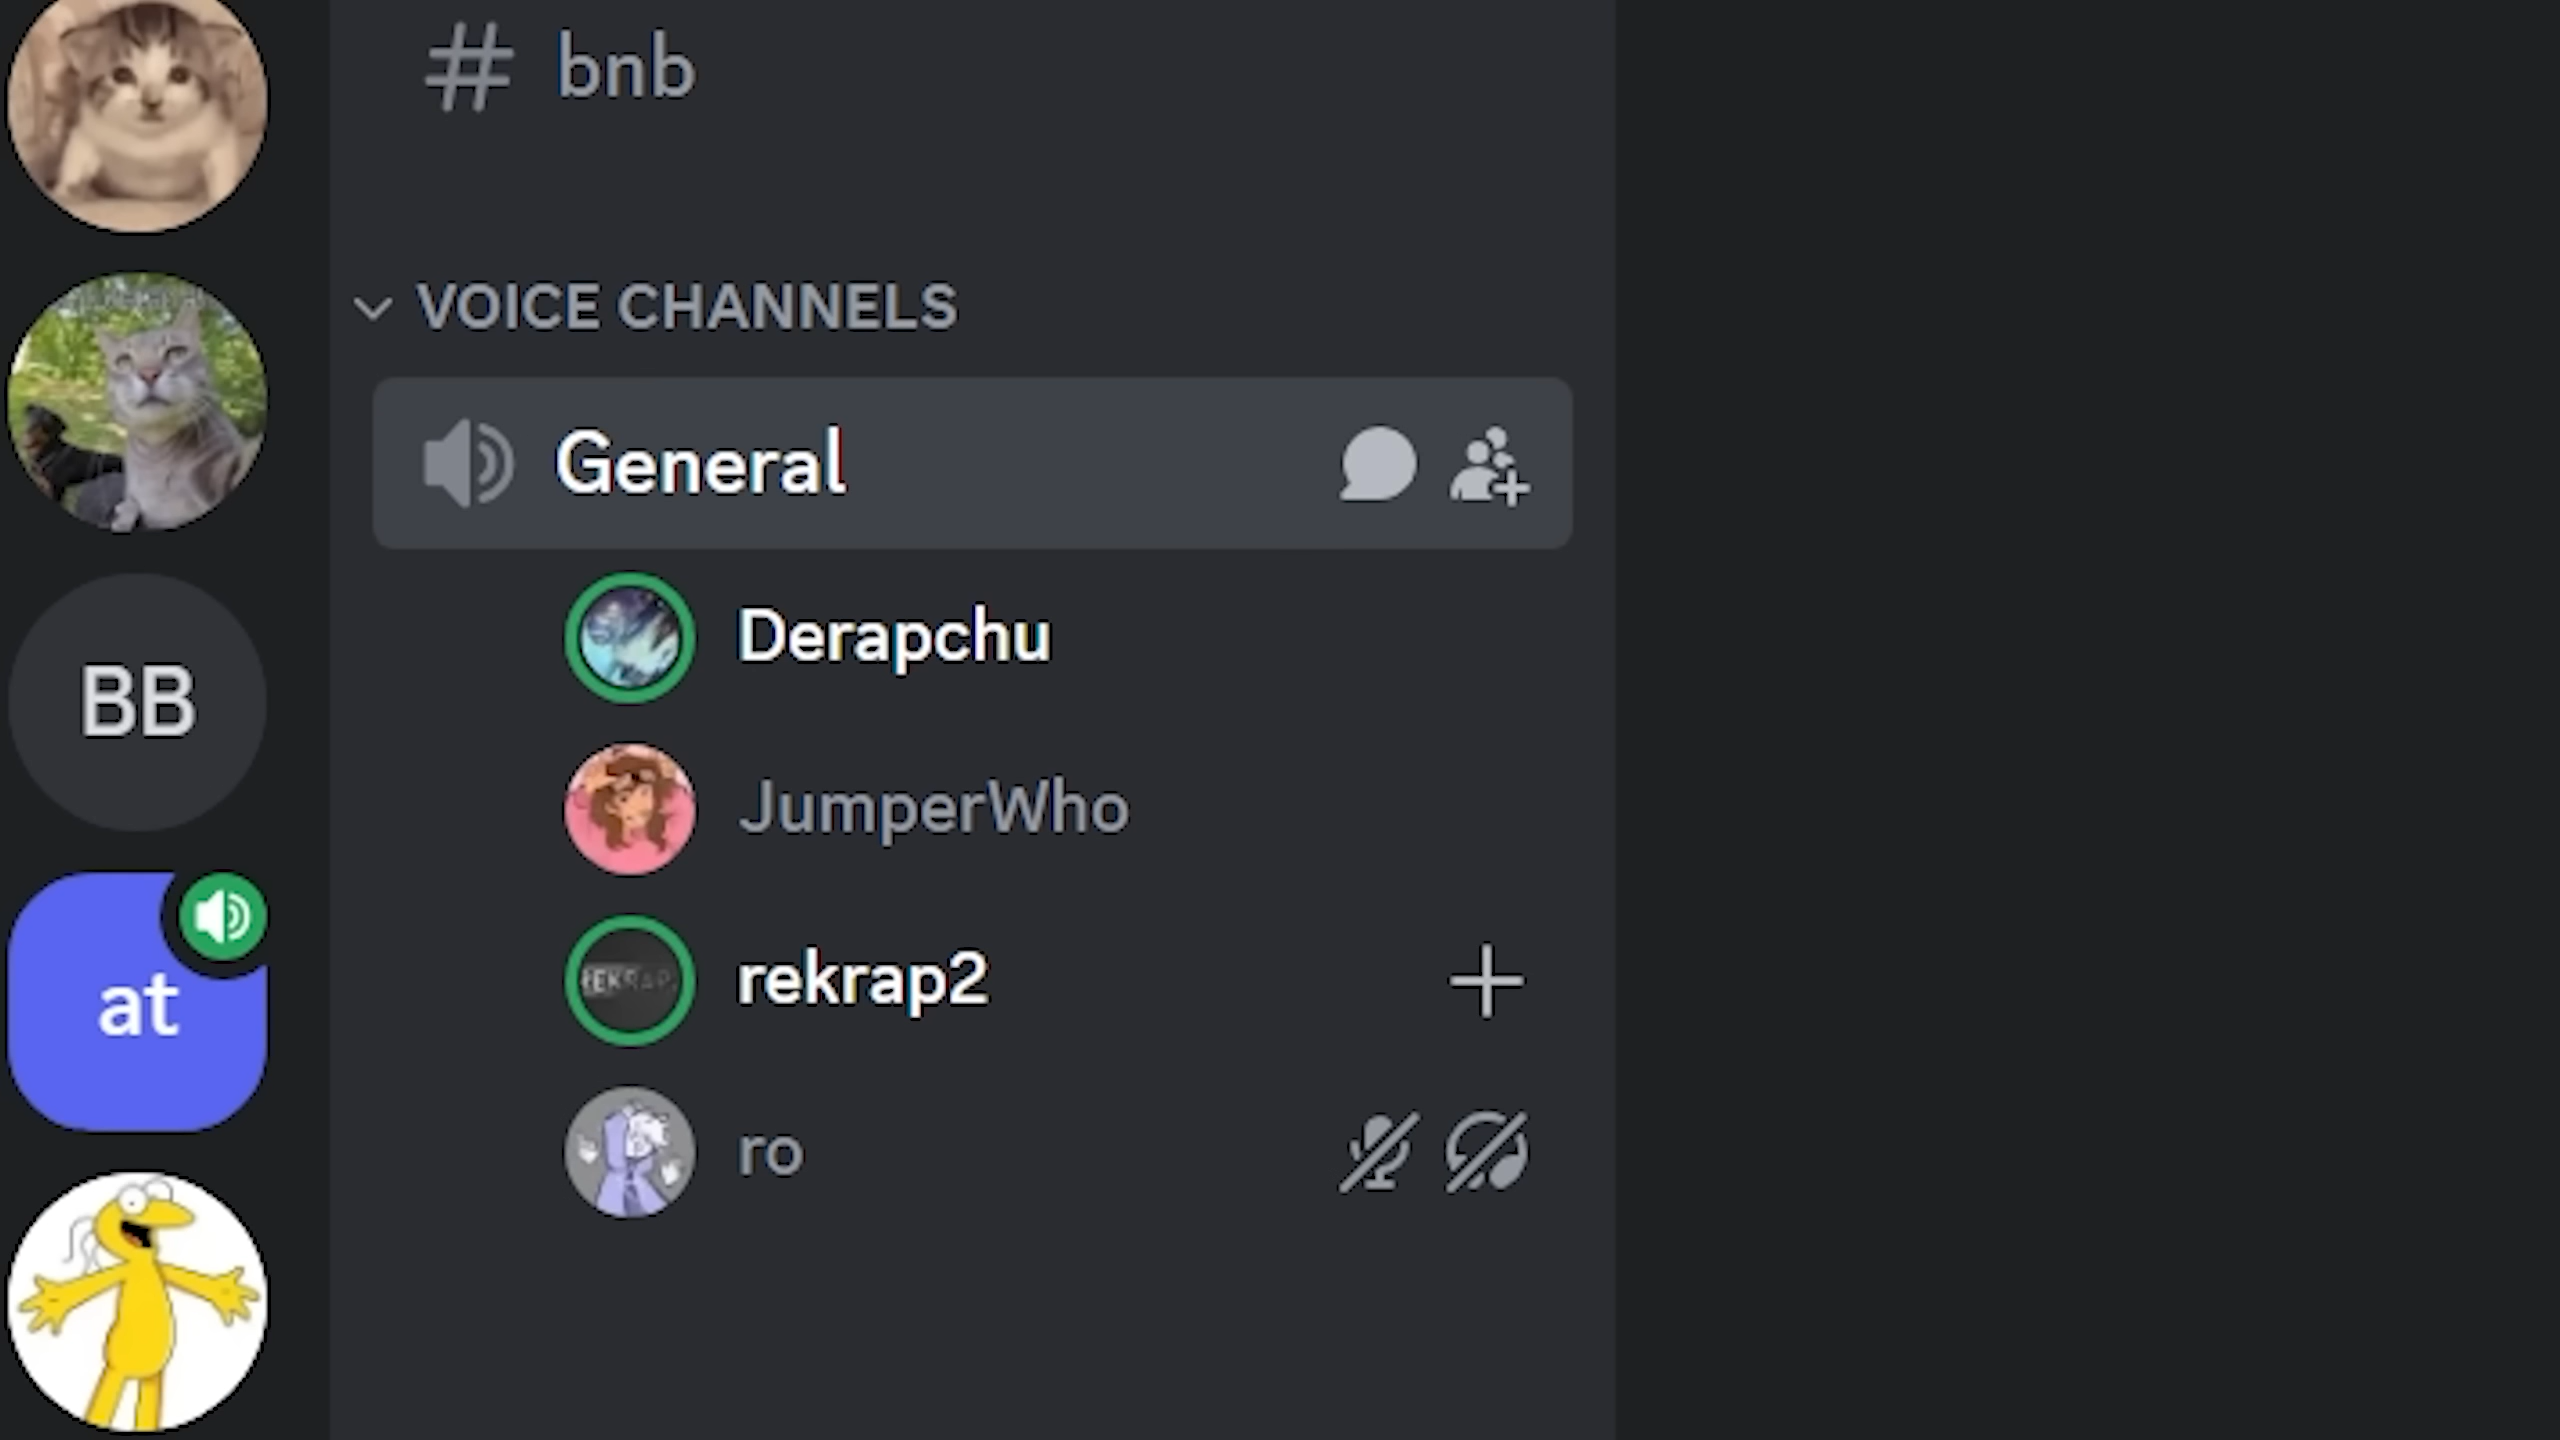 # bnb
VOICE CHANNELS
General
Derapchu
BB
JumperWho
at
rekrap2
ro